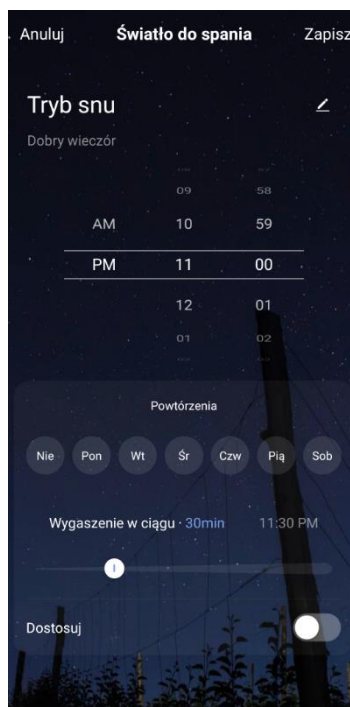 Anuluj Światło do spania Zapisz
Tryb snu
Dobry wieczór
09 58
AM 10 59
PM 11 00
12 01
01 02
Powtórzenia
Nie Pon Wt Śr Czw Pią Sob
Wygaszenie w ciągu · 30min 11:30 PM
Dostosuj